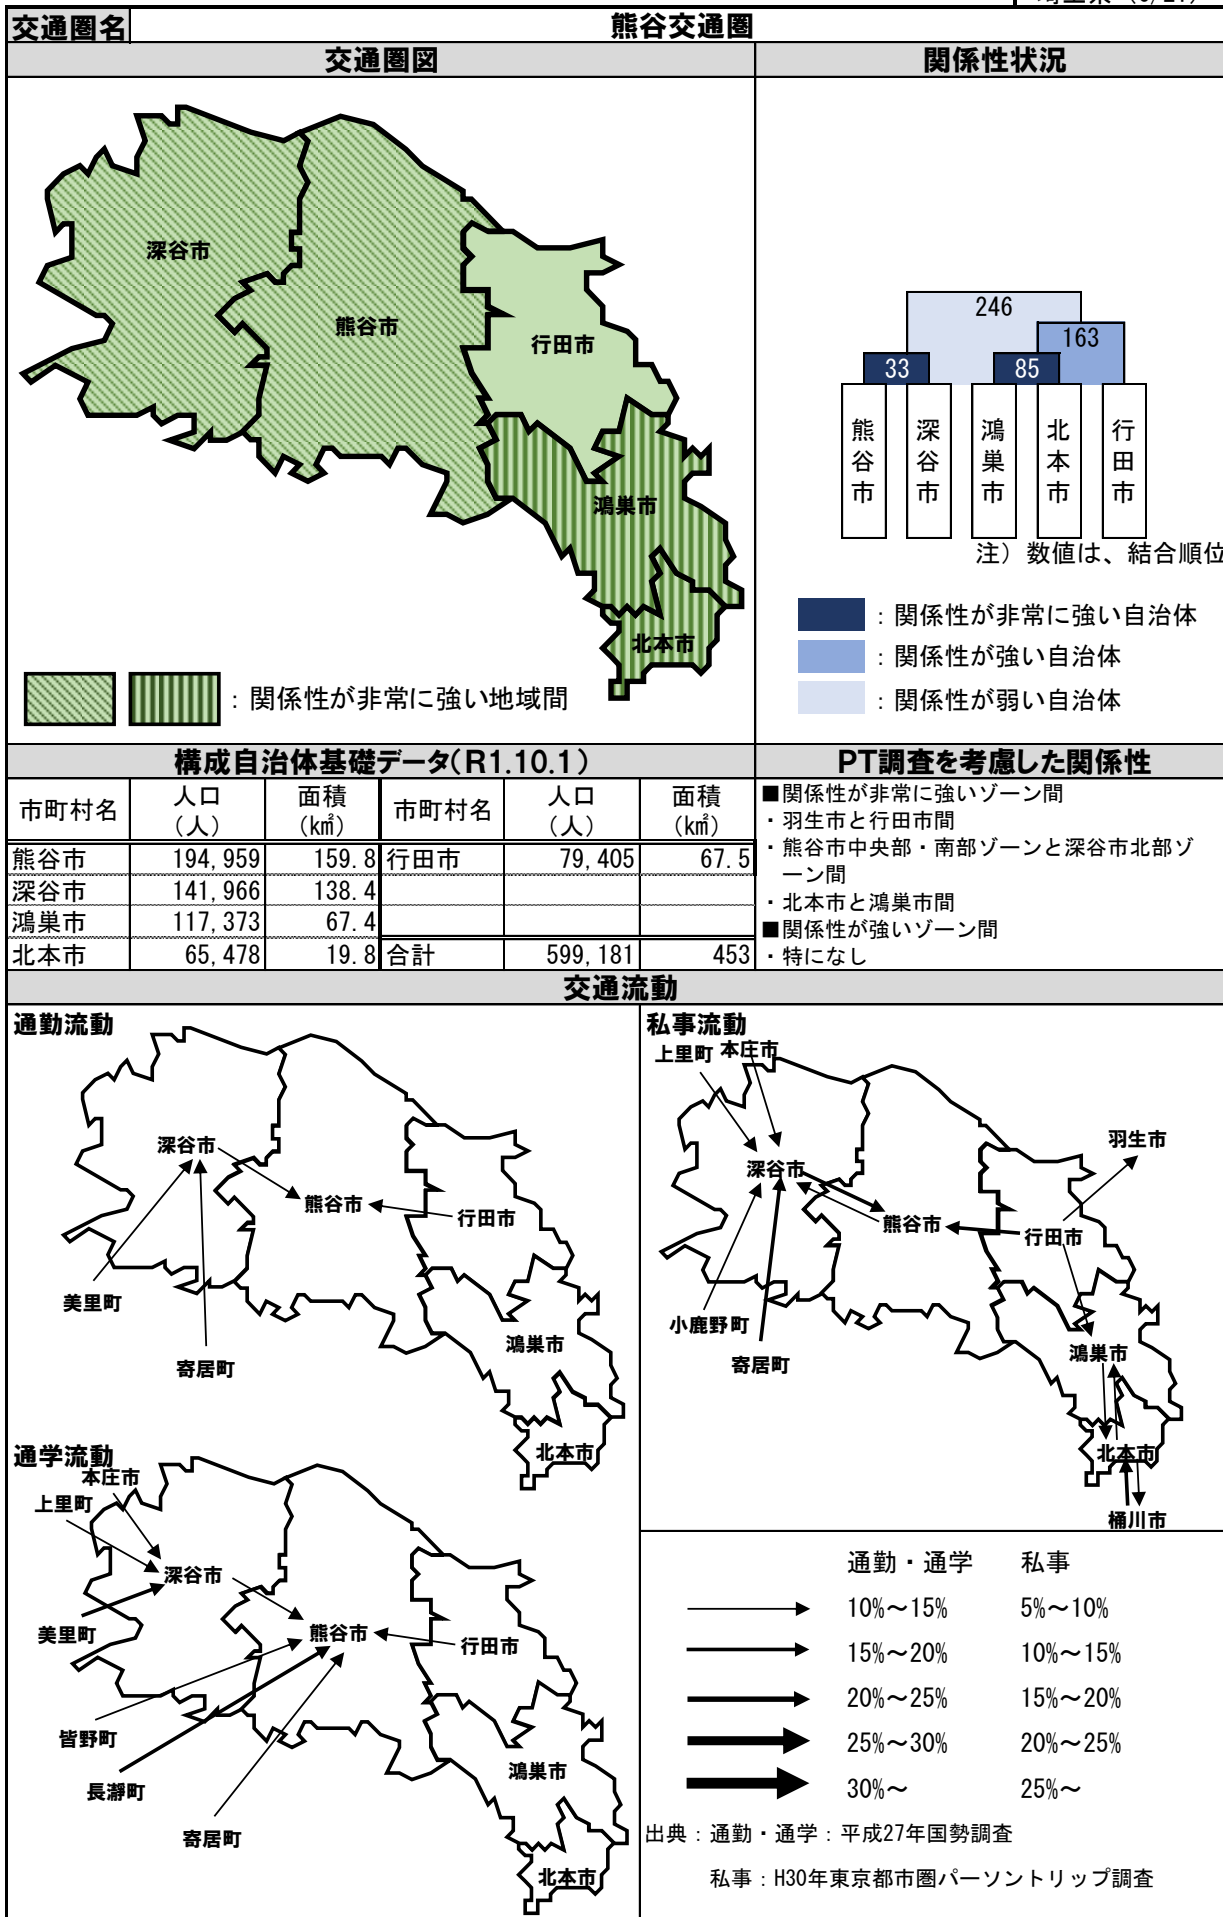 交通圏名
熊谷交通圏
交通圏図
関係性状況
深谷市
熊谷市
行田市
鴻巣市
北本市
：関係性が非常に強い地域間
246
163
33
85
熊谷市
深谷市
鴻巣市
北本市
行田市
注）数値は、結合順位
：関係性が非常に強い自治体
：関係性が強い自治体
：関係性が弱い自治体
構成自治体基礎データ(R1.10.1)
市町村名 人口（人） 面積（㎢） 市町村名 人口（人） 面積（㎢）
熊谷市 194,959 159.8 行田市 79,405 67.5
深谷市 141,966 138.4
鴻巣市 117,373 67.4
北本市 65,478 19.8 合計 599,181 453
PT調査を考慮した関係性
■関係性が非常に強いゾーン間
・羽生市と行田市間
・熊谷市中央部・南部ゾーンと深谷市北部ゾ
ーン間
・北本市と鴻巣市間
■関係性が強いゾーン間
・特になし
交通流動
通勤流動
深谷市
熊谷市
行田市
美里町
寄居町
鴻巣市
北本市
通学流動
本庄市
上里町
深谷市
美里町
熊谷市
行田市
皆野町
長瀞町
寄居町
鴻巣市
北本市
私事流動
上里町
本庄市
羽生市
深谷市
熊谷市
行田市
小鹿野町
寄居町
鴻巣市
北本市
桶川市
通勤・通学 私事
10%～15% 5%～10%
15%～20% 10%～15%
20%～25% 15%～20%
25%～30% 20%～25%
30%～ 25%～
出典：通勤・通学：平成27年国勢調査
私事：H30年東京都市圏パーソントリップ調査